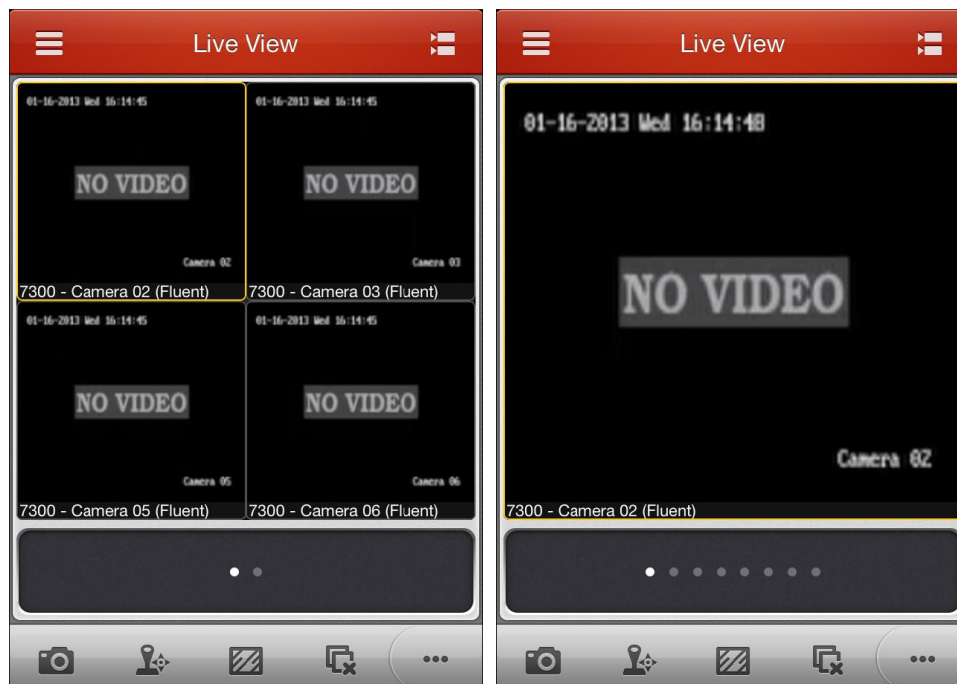 Live View
01-16-2013 Wed 16:14:45
NO VIDEO
Camera 02
7300 - Camera 02 (Fluent)
01-16-2013 Wed 16:14:45
NO VIDEO
Camera 03
7300 - Camera 03 (Fluent)
01-16-2013 Wed 16:14:45
NO VIDEO
Camera 05
7300 - Camera 05 (Fluent)
01-16-2013 Wed 16:14:45
NO VIDEO
Camera 06
7300 - Camera 06 (Fluent)
Live View
01-16-2013 Wed 16:14:48
NO VIDEO
Camera 02
7300 - Camera 02 (Fluent)